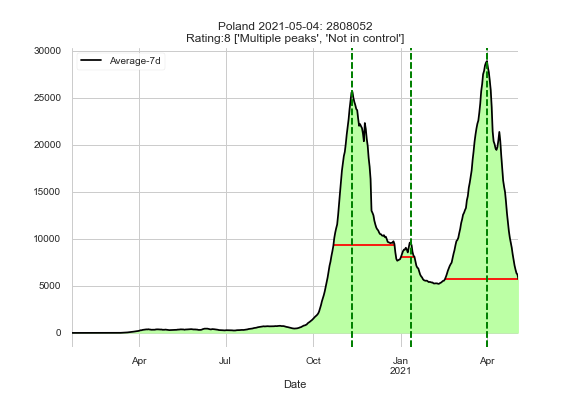 Poland 2021-05-04: 2808052
Rating:8 ['Multiple peaks', 'Not in control']
30000
Average-7d
25000
20000
15000
10000
5000
0
Apr
Jul
Oct
Jan
2021
Apr
Date